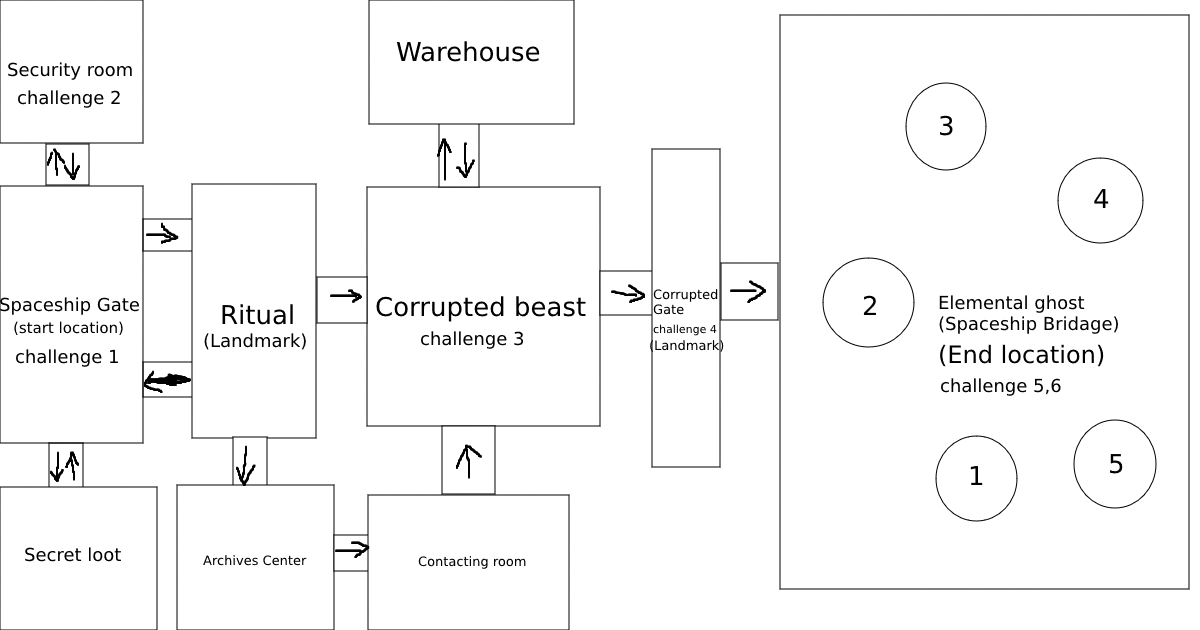 Security room
challenge 2
Spaceship Gate
(start location)
challenge 1
Secret loot
Ritual
(Landmark)
Archives Center
Warehouse
Corrupted beast
challenge 3
Contacting room
Corrupted
Gate
challenge 4
(Landmark)
3
4
2
Elemental ghost
(Spaceship Bridage)
(End location)
challenge 5,6
1
5